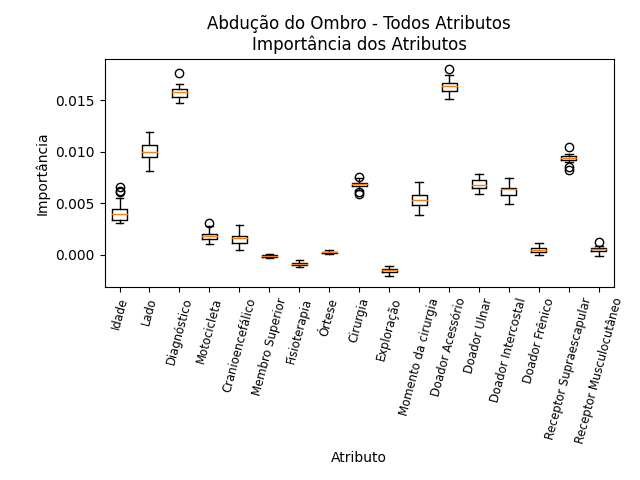 Abdução do Ombro - Todos Atributos
Importância dos Atributos
Importância
0.015
0.010
0.005
0.000
Idade
Lado
Diagnóstico
Motocicleta
Cranioencefálico
Membro Superior
Fisioterapia
Órtese
Cirurgia
Exploração
Momento da cirurgia
Doador Acessório
Doador Ulnar
Doador Intercostal
Doador Frênico
Receptor Supraescapular
Receptor Musculocutâneo
Atributo